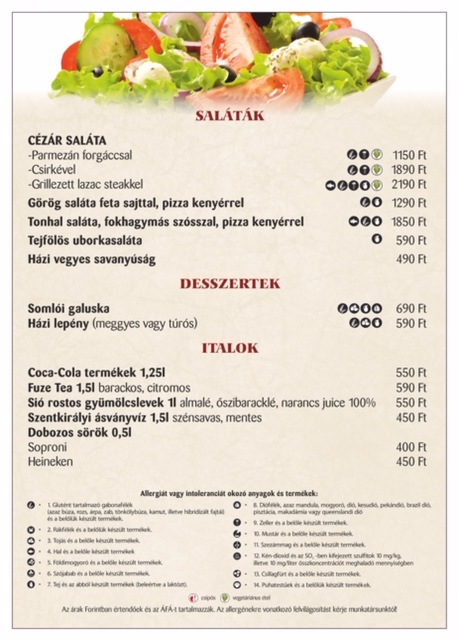 SALÁTÁK
CÉZÁR SALÁTA
-Parmezán forgáccsal 1150 Ft
-Csirkével 1890 Ft
-Grillezett lazac steakkel 2190 Ft
Görög saláta feta sajttal, pizza kenyérrel 1290 Ft
Tonhal saláta, fokhagymás szósszal, pizza kenyérrel 1850 Ft
Tejfölös uborkasaláta 590 Ft
Házi vegyes savanyúság 490 Ft
DESSZERTEK
Somlói galuska 690 Ft
Házi lepény (meggyes vagy túrós) 590 Ft
ITALOK
Coca-Cola termékek 1,25l 550 Ft
Fuze Tea 1,5l barackos, citromos 590 Ft
Sió rostos gyümölcslevek 1l almalé, őszibaracklé, narancs juice 100% 550 Ft
Szentkirályi ásványvíz 1,5l szénsavas, mentes 450 Ft
Dobozos sörök 0,5l
Soproni 400 Ft
Heineken 450 Ft
Allergiát vagy intoleranciát okozó anyagok és termékek:
1. Glutént tartalmazó gabonafélék
(azaz búza, rozs, árpa, zab, tönkölybúza, kamut, illetve hibridizált fajtái)
és a belőlük készült termékek.
2. Rákfélék és a belőlük készült termékek.
3. Tojás és a belőle készült termékek.
4. Hal és a belőle készült termékek
5. Földimogyoró és a belőle készült termékek.
6. Szójabab és a belőle készült termékek.
7. Tej és az abból készült termékek (beleértve a laktózt).
8. Diófélék, azaz mandula, mogyoró, dió, kesudió, pekándió, brazil dió,
pisztácia, makadámia vagy queenslandi dió
9. Zeller és a belőle készült termékek.
10. Mustár és a belőle készült termékek.
11. Szezámmag és a belőle készült termékek.
12. Kén-dioxid és az SO₂-ben kifejezett szulfitok 10 mg/kg,
illetve 10 mg/liter összkoncentrációt meghaladó mennyiségben
13. Csillagfürt és a belőle készült termékek.
14. Puhatestűek és a belőlük készült termékek.
csípős vegetáriánus étel
Az árak Forintban értendőek és az ÁFÁ-t tartalmazzák. Az allergénekre vonatkozó felvilágosítást kérje munkatársunktól!